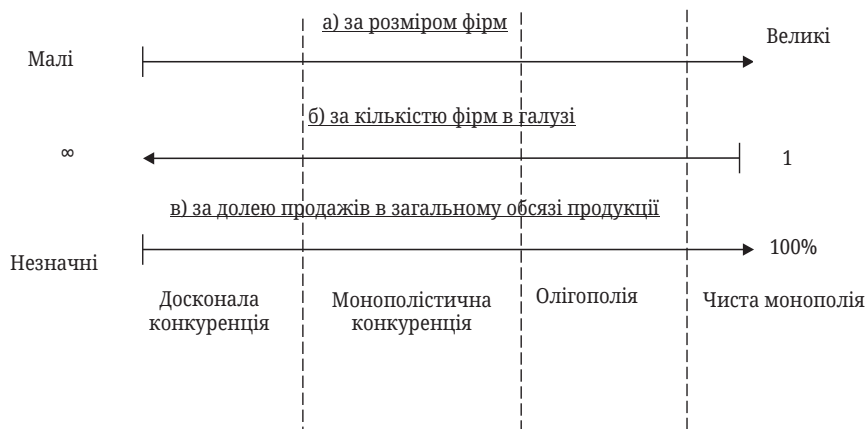 а) за розміром фірм
Малі
Великі
б) за кількістю фірм в галузі
∞
1
в) за долею продажів в загальному обсязі продукції
Незначні
100%
Досконала
конкуренція
Монополістична
конкуренція
Олігополія
Чиста монополія